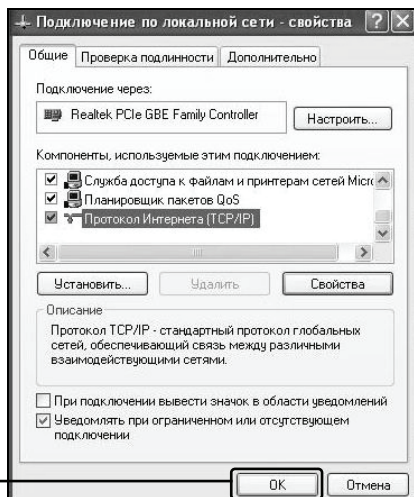 Подключение по локальной сети - свойства
Общие Проверка подлинности Дополнительно
Подключение через:
Realtek PCIe GBE Family Controller Настроить...
Компоненты, используемые этим подключением:
Служба доступа к файлам и принтерам сетей Micr
Планировщик пакетов QoS
Протокол Интернета (TCP/IP)
Установить... Удалить Свойства
Описание
Протокол TCP/IP - стандартный протокол глобальных
сетей, обеспечивающий связь между различными
взаимодействующими сетями.
При подключении вывести значок в области уведомлений
Уведомлять при ограниченном или отсутствующем
подключении
OK Отмена